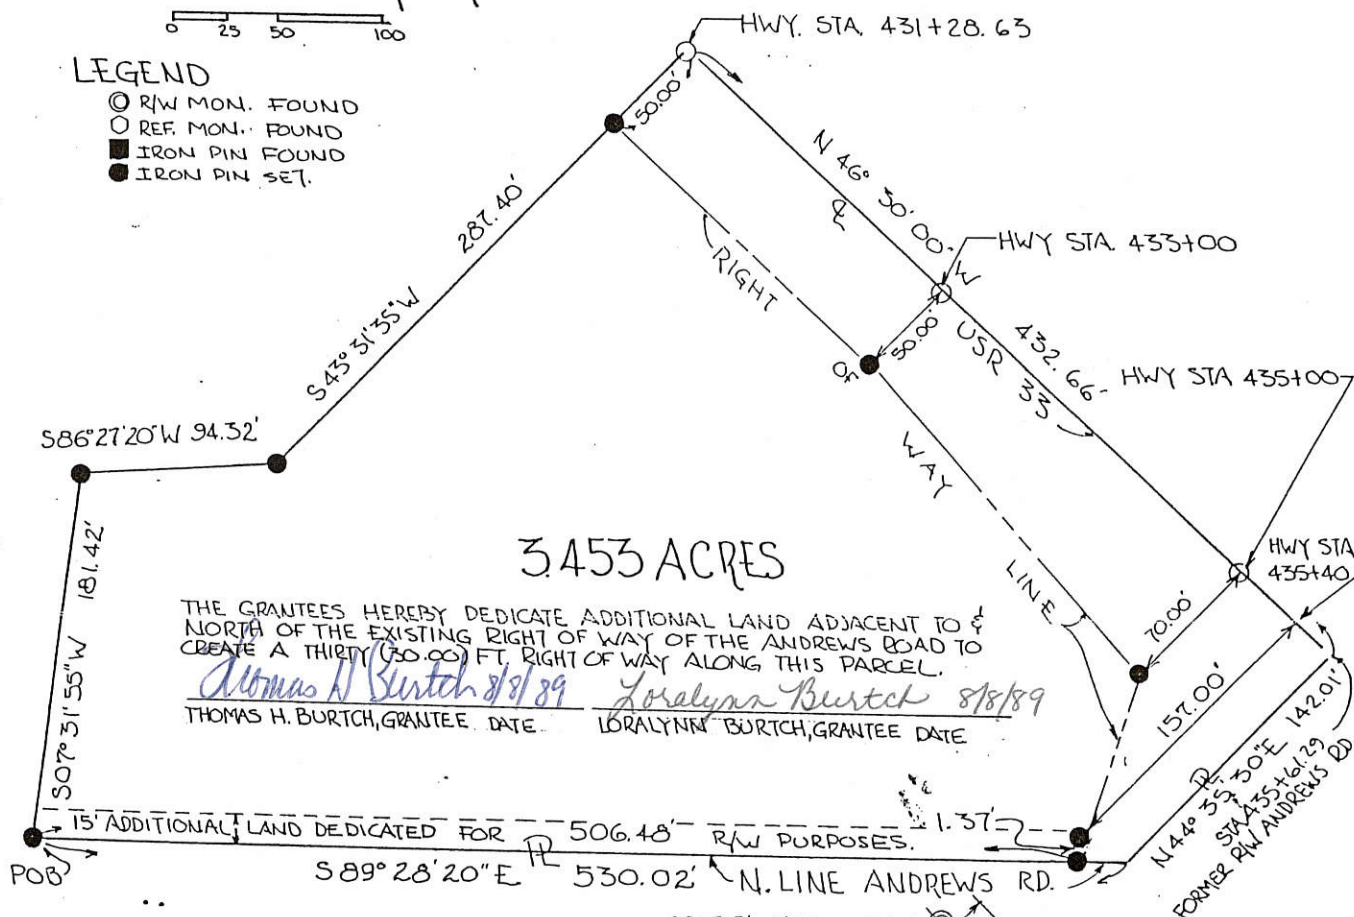 0 25 50 100
HWY. STA. 431+28.63
LEGEND
R/W MON. FOUND
REF. MON. FOUND
IRON PIN FOUND
IRON PIN SET.
50.00'
N 46° 30' 00" W
℄
287.40'
S 43° 31' 35" W
RIGHT
HWY STA. 433+00
50.00'
OF
USR 33
432.66
HWY STA 435+00
S86°27'20"W 94.32'
WAY
3.453 ACRES
HWY STA
435+40
LINE
70.00'
157.00'
181.42'
S07°31'55"W
THE GRANTEES HEREBY DEDICATE ADDITIONAL LAND ADJACENT TO &
NORTH OF THE EXISTING RIGHT OF WAY OF THE ANDREWS ROAD TO
CREATE A THIRTY (30.00) FT. RIGHT OF WAY ALONG THIS PARCEL.
Thomas H Burtch 8/8/89 Loralynn Burtch 8/8/89
THOMAS H. BURTCH, GRANTEE DATE LORALYNN BURTCH, GRANTEE DATE
N 44° 35' 30" E 142.01'
PL
STA 435+61.29
FORMER R/W ANDREWS RD
1.37'
15' ADDITIONAL LAND DEDICATED FOR 506.48' R/W PURPOSES.
POB
PL
S 89° 28' 20" E 530.02' N. LINE ANDREWS RD.